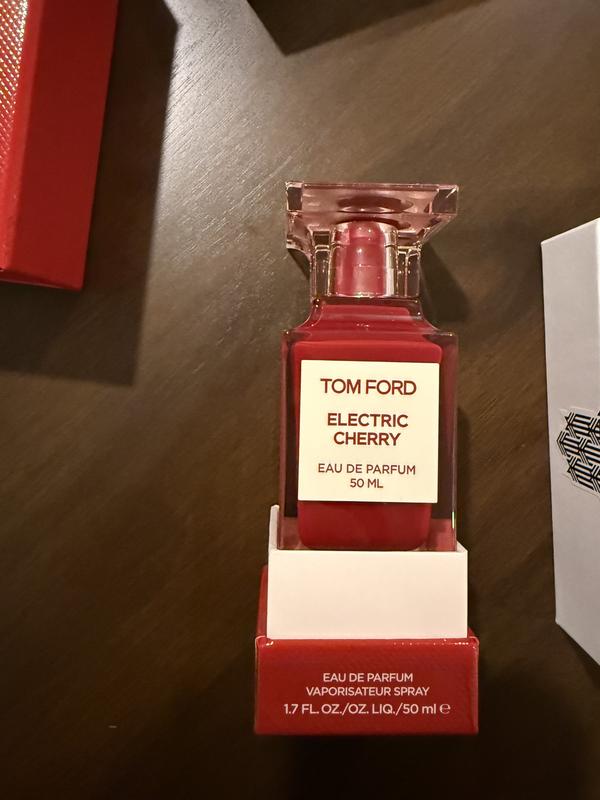 TOM FORD
ELECTRIC
CHERRY
EAU DE PARFUM
50 ML
EAU DE PARFUM
VAPORISATEUR SPRAY
1.7 FL. OZ./OZ. LIQ./50 ml ℮